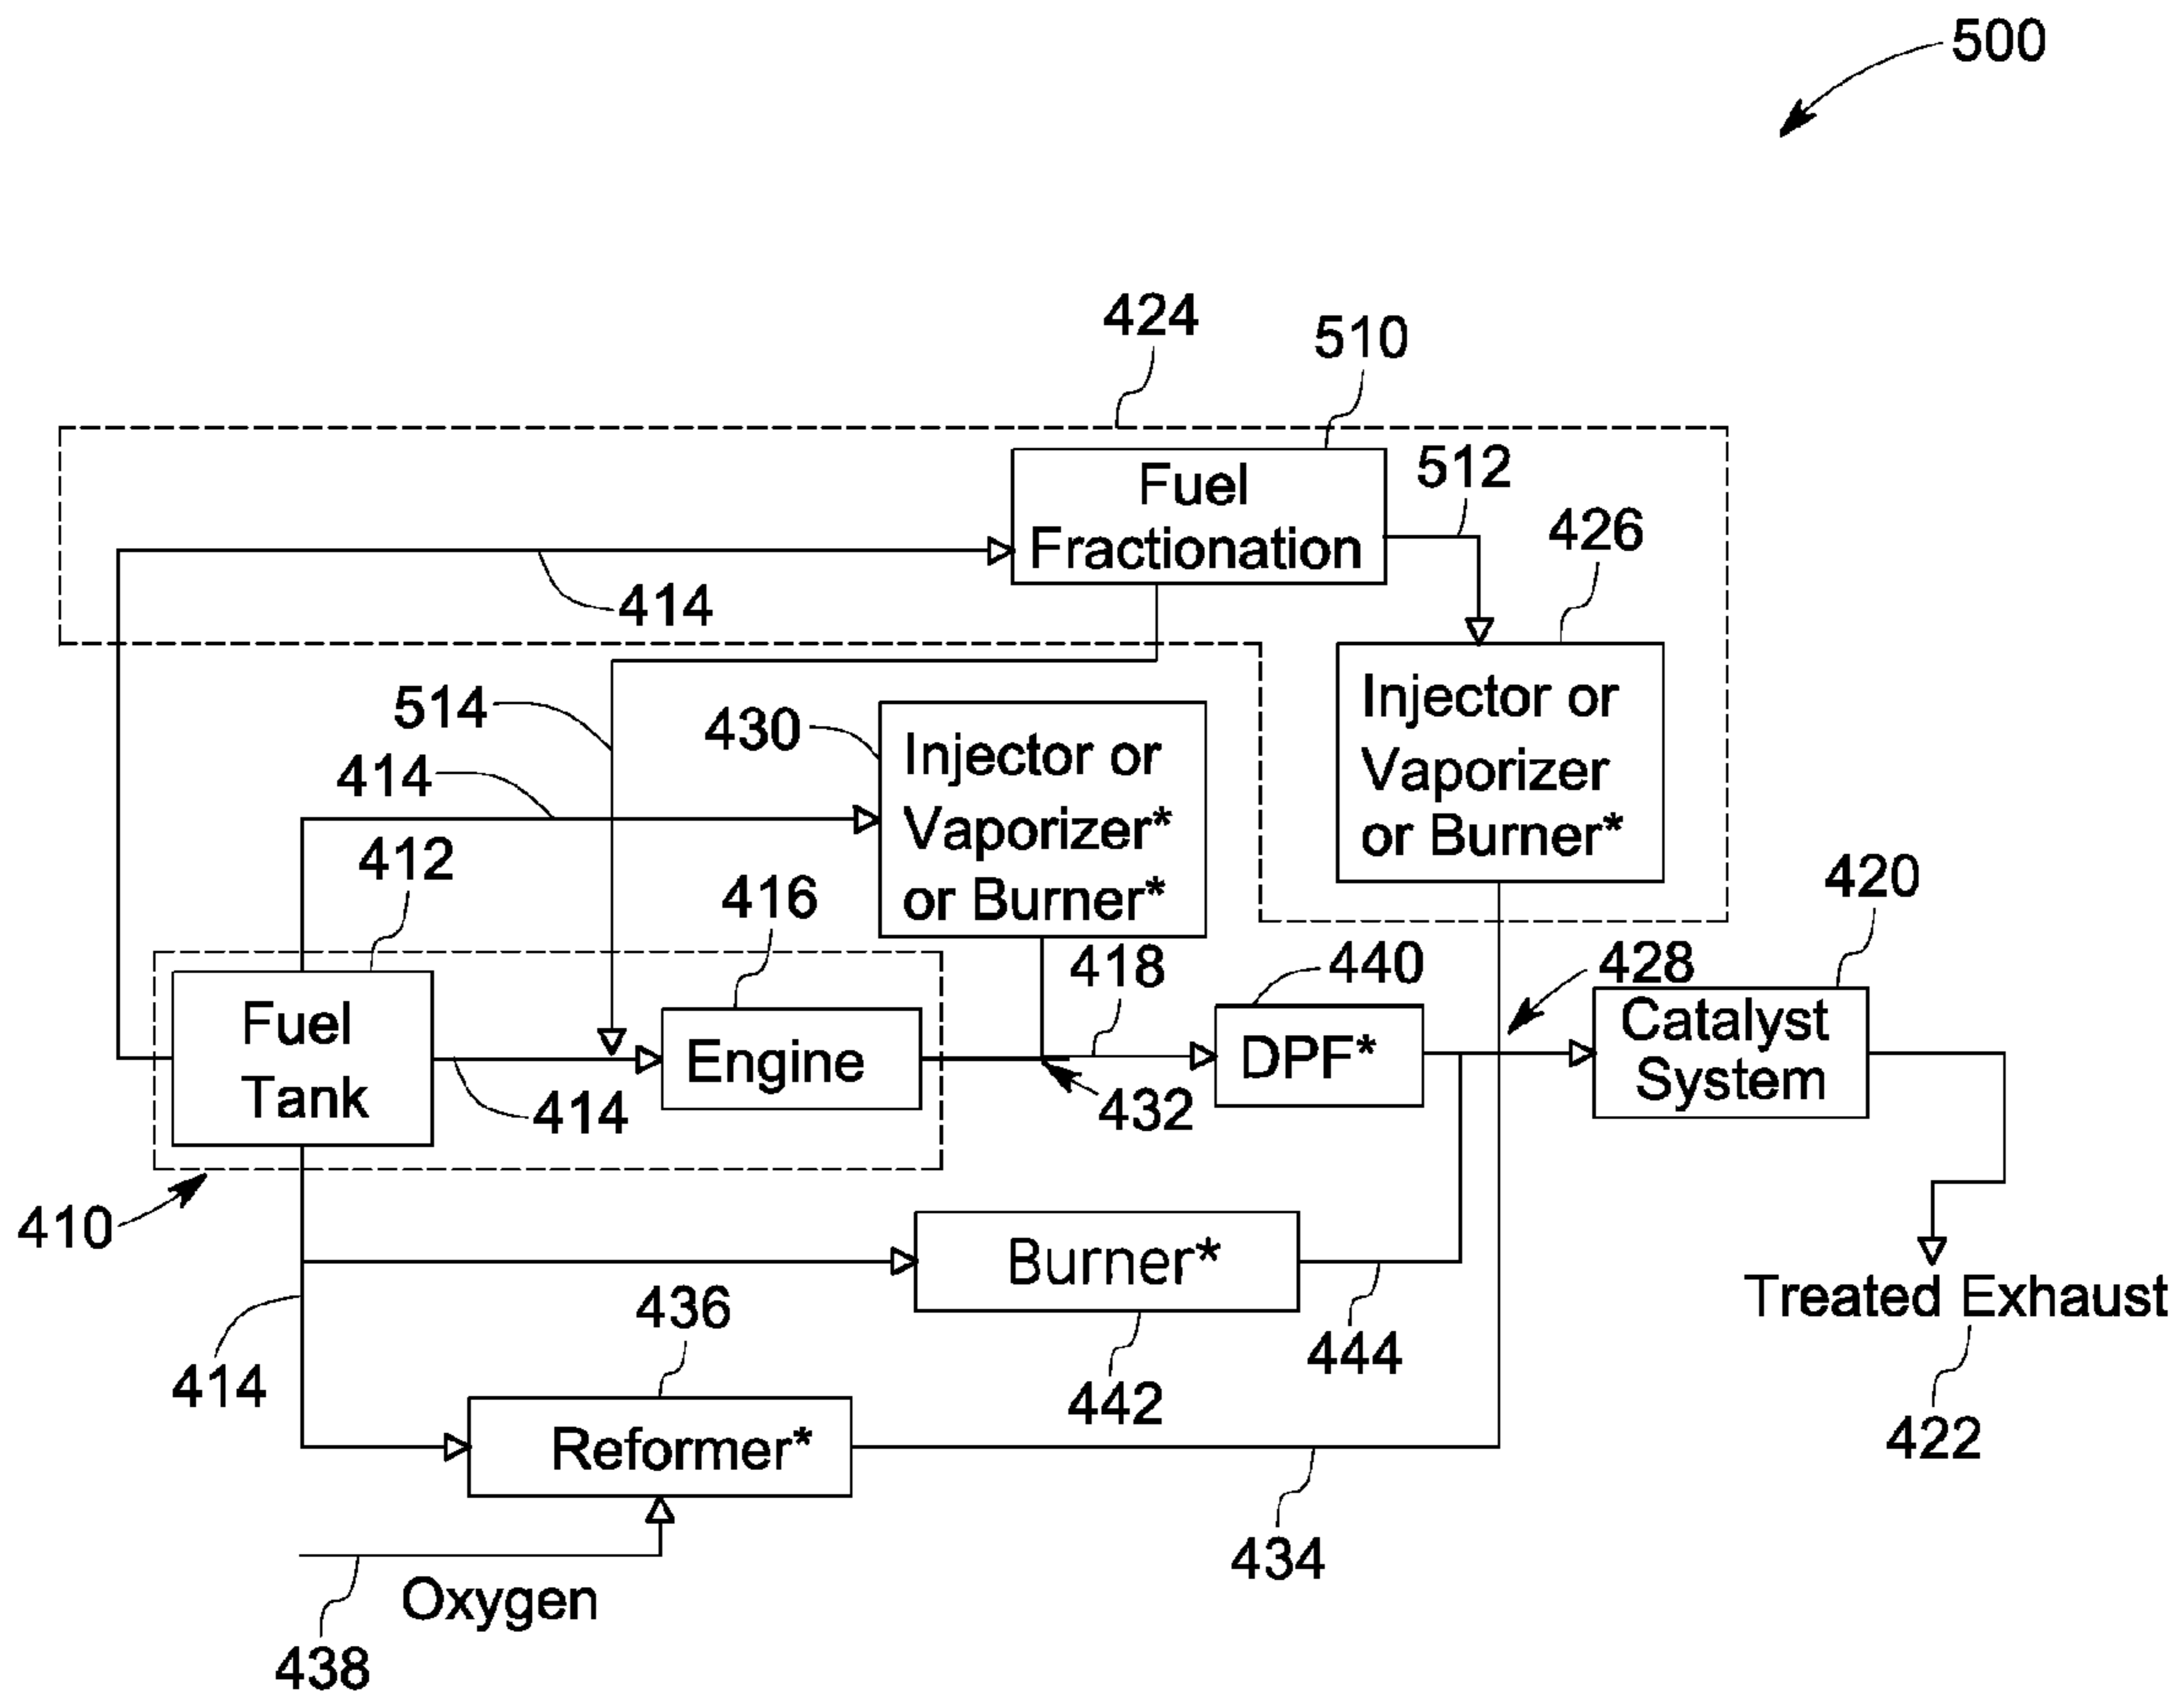 500
424
510
Fuel
Fractionation
512
426
414
Injector or
Vaporizer
or Burner*
514
430
Injector or
Vaporizer*
or Burner*
414
412
416
418
440
428
420
Fuel
Tank
Engine
DPF*
Catalyst
System
414
432
410
Burner*
Treated Exhaust
436
444
414
442
422
Reformer*
434
Oxygen
438